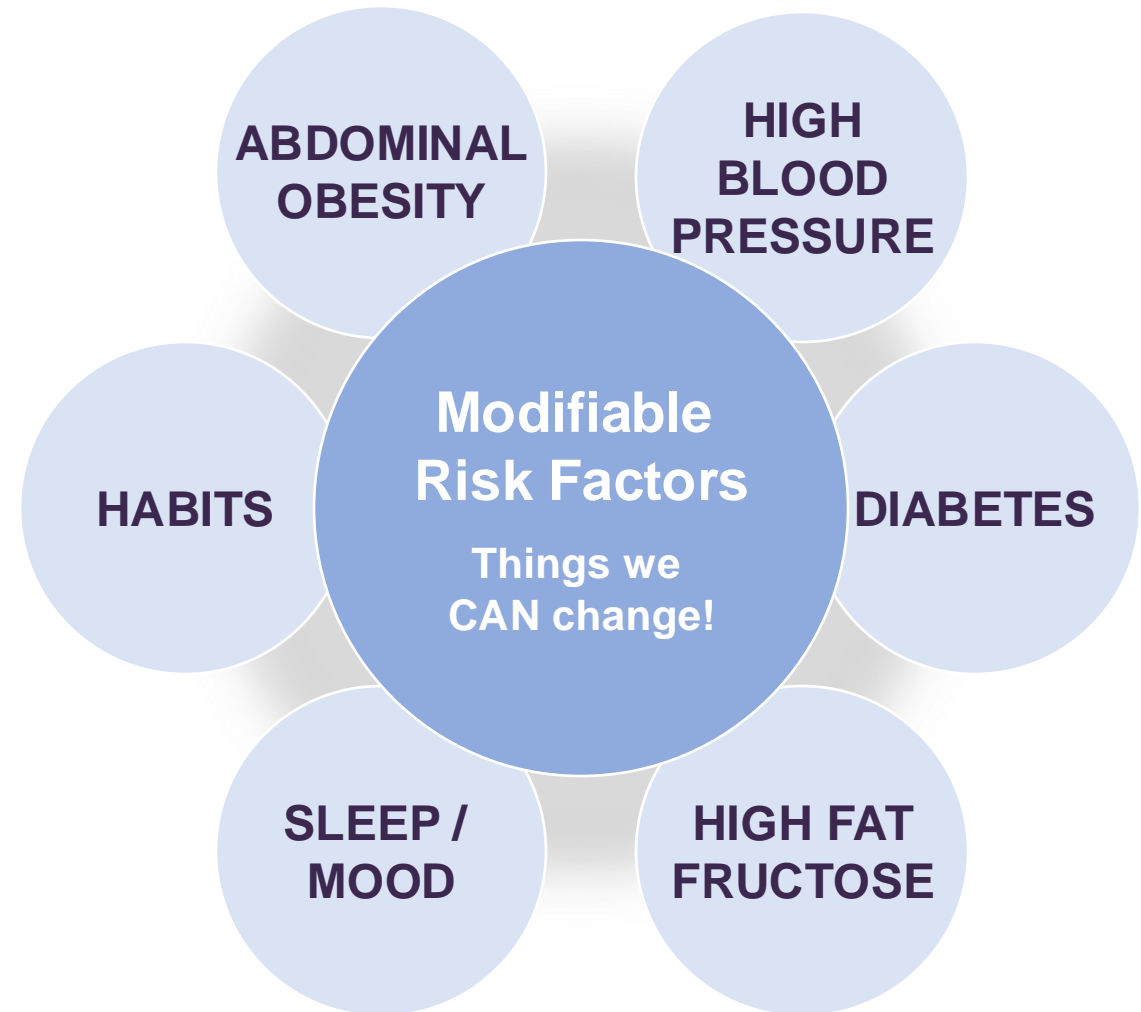 ABDOMINAL
OBESITY
HIGH
BLOOD
PRESSURE
Modifiable
Risk Factors
Things we
CAN change!
HABITS
DIABETES
SLEEP /
MOOD
HIGH FAT
FRUCTOSE